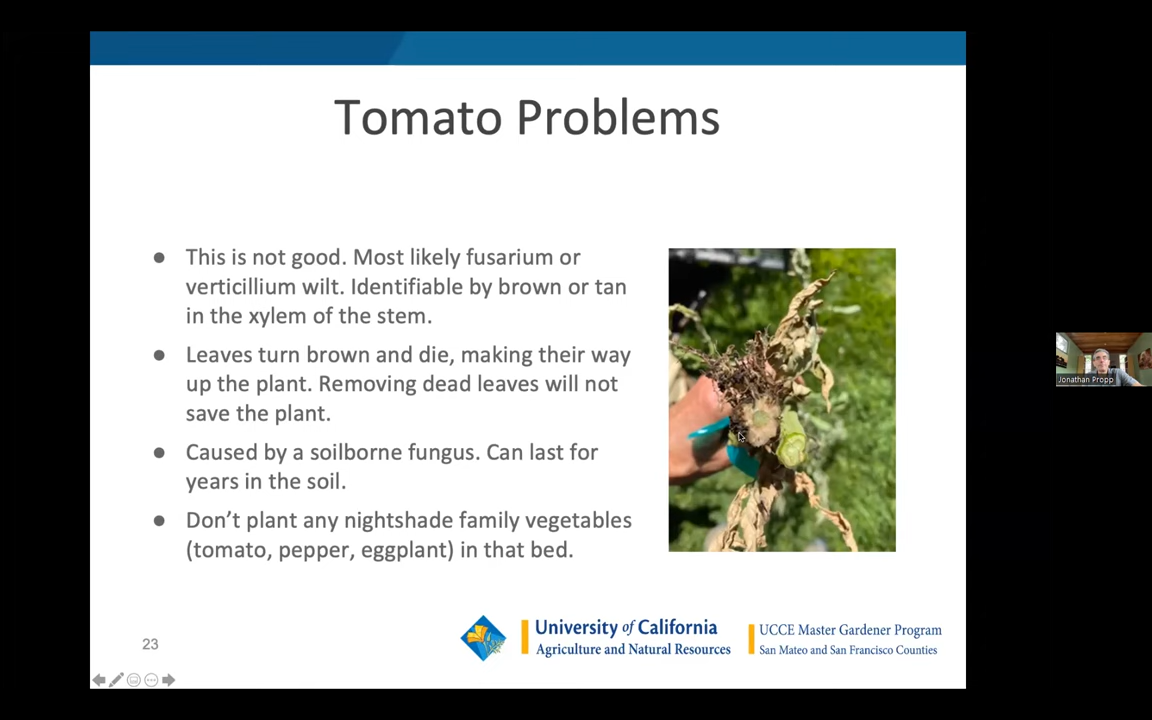 Tomato Problems
● This is not good. Most likely fusarium or
verticillium wilt. Identifiable by brown or tan
in the xylem of the stem.
● Leaves turn brown and die, making their way
up the plant. Removing dead leaves will not
save the plant.
● Caused by a soilborne fungus. Can last for
years in the soil.
● Don’t plant any nightshade family vegetables
(tomato, pepper, eggplant) in that bed.
Jonathan Propp
23
University of California
Agriculture and Natural Resources
UCCE Master Gardener Program
San Mateo and San Francisco Counties